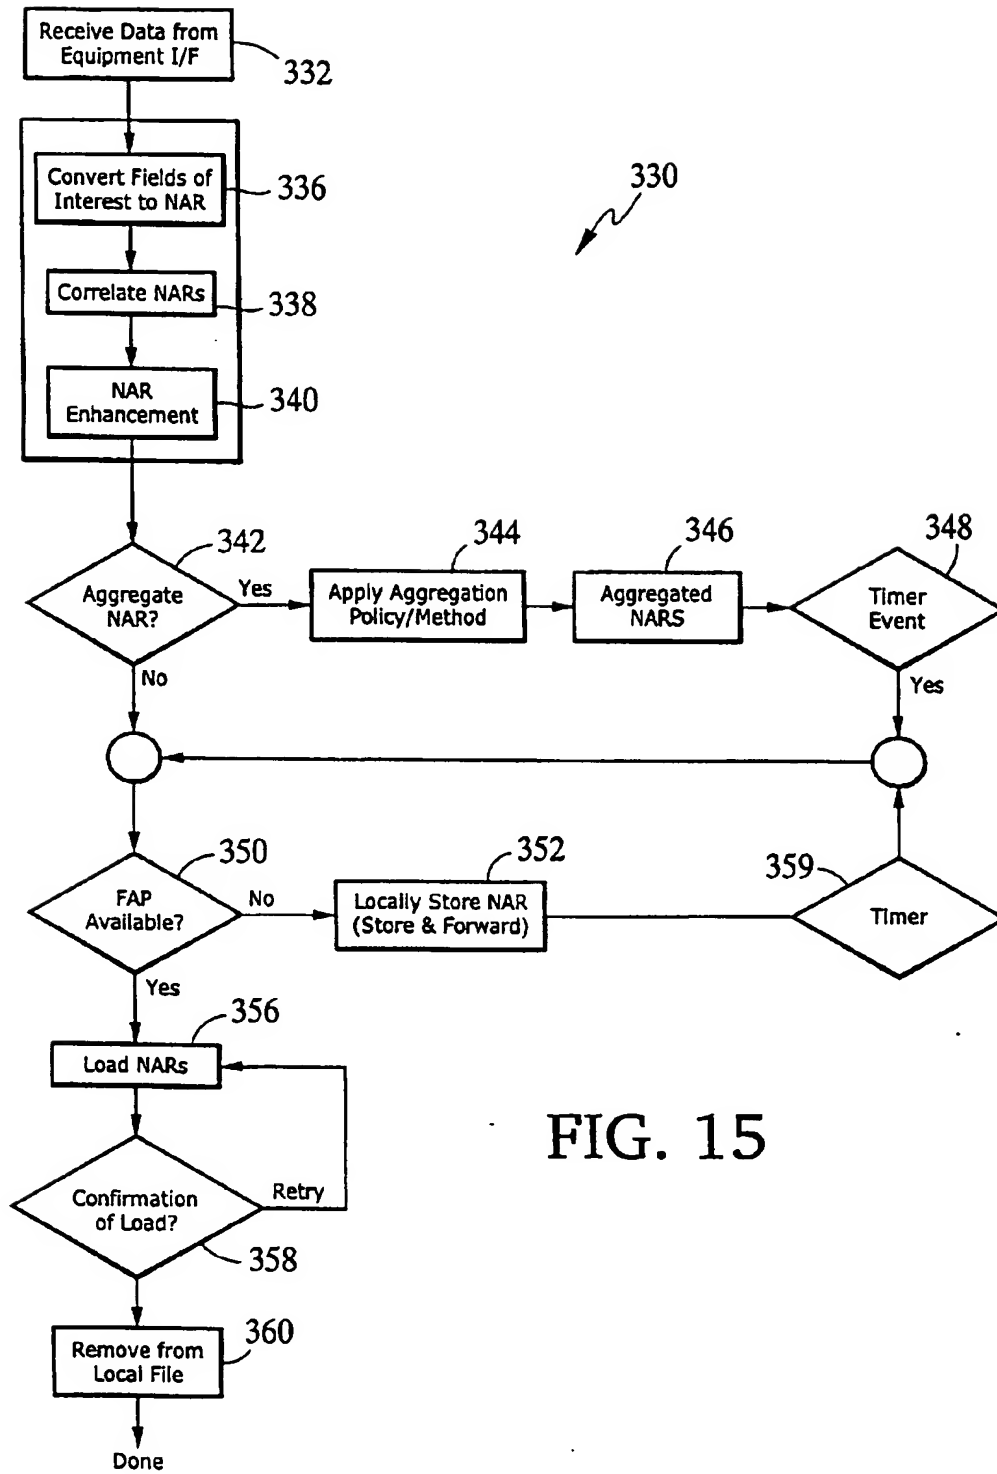 Receive Data from
Equipment I/F
332
Convert Fields of
Interest to NAR
336
330
Correlate NARs
338
NAR
Enhancement
340
342
344
346
348
Aggregate
NAR?
Yes
Apply Aggregation
Policy/Method
Aggregated
NARS
Timer
Event
No
Yes
350
352
359
FAP
Available?
No
Locally Store NAR
(Store & Forward)
Timer
Yes
356
Load NARs
FIG. 15
Confirmation
of Load?
Retry
358
360
Remove from
Local File
Done